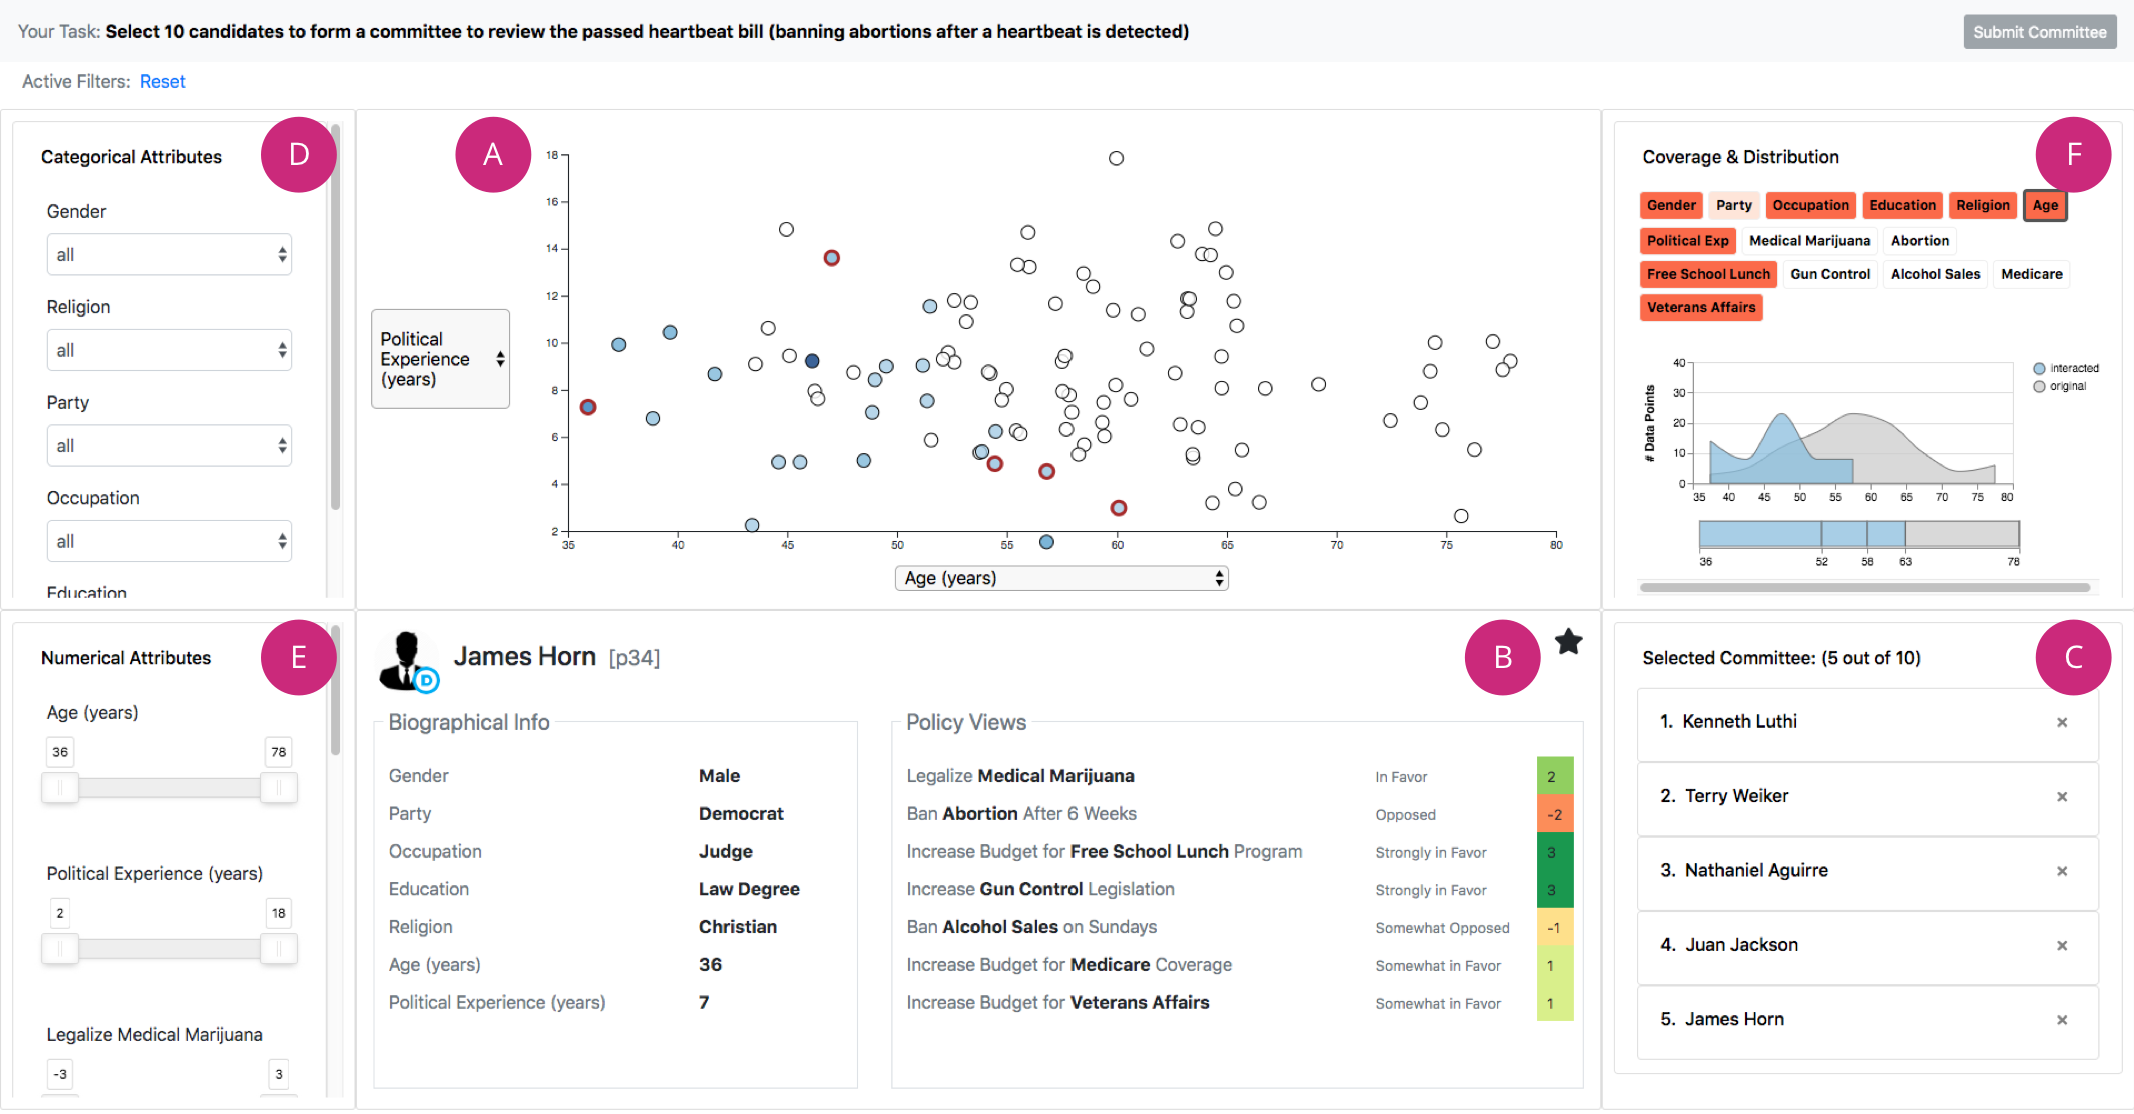 Your Task: Select 10 candidates to form a committee to review the passed heartbeat bill (banning abortions after a heartbeat is detected)
Submit Committee
Active Filters: Reset
Categorical Attributes
D
Gender
all
Religion
all
Party
all
Occupation
all
Education
A
18
16
14
12
10
8
6
4
2
Political
Experience
(years)
35 40 45 50 55 60 65 70 75 80
Age (years)
Coverage & Distribution
F
Gender Party Occupation Education Religion Age
Political Exp Medical Marijuana Abortion
Free School Lunch Gun Control Alcohol Sales Medicare
Veterans Affairs
# Data Points
40
30
20
10
0
35 40 45 50 55 60 65 70 75 80
interacted
original
36 52 58 63 78
Numerical Attributes
E
Age (years)
36 78
Political Experience (years)
2 18
Legalize Medical Marijuana
-3 3
D
James Horn [p34]
B
Biographical Info
Gender Male
Party Democrat
Occupation Judge
Education Law Degree
Religion Christian
Age (years) 36
Political Experience (years) 7
Policy Views
Legalize Medical Marijuana In Favor 2
Ban Abortion After 6 Weeks Opposed -2
Increase Budget for Free School Lunch Program Strongly in Favor 3
Increase Gun Control Legislation Strongly in Favor 3
Ban Alcohol Sales on Sundays Somewhat Opposed -1
Increase Budget for Medicare Coverage Somewhat in Favor 1
Increase Budget for Veterans Affairs Somewhat in Favor 1
Selected Committee: (5 out of 10)
C
1. Kenneth Luthi ×
2. Terry Weiker ×
3. Nathaniel Aguirre ×
4. Juan Jackson ×
5. James Horn ×